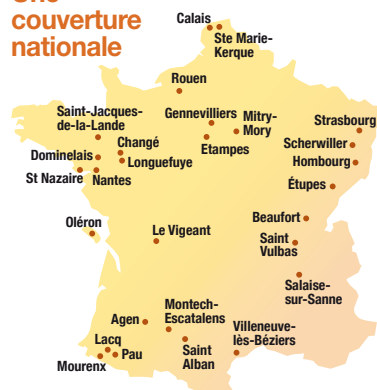 couverture
nationale
Calais
Ste Marie-
Kerque
Rouen
Saint-Jacques-
de-la-Lande
Gennevilliers
Mitry-
Mory
Strasbourg
Changé
Etampes
Scherwiller
Dominelais
Longuefuye
Hombourg
St Nazaire
Nantes
Étupes
Beaufort
Oléron
Le Vigeant
Saint
Vulbas
Salaise-
sur-Sanne
Montech-
Escatalens
Agen
Villeneuve-
lès-Béziers
Lacq
Pau
Saint
Alban
Mourenx